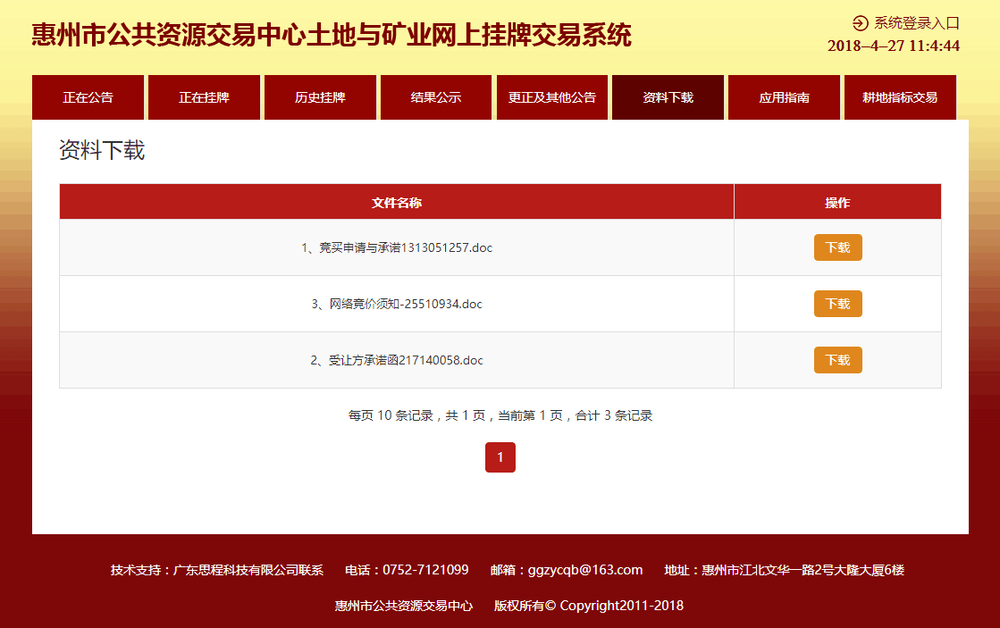 惠州市公共资源交易中心土地与矿业网上挂牌交易系统
系统登录入口
2018–4–27 11:4:44
正在公告 正在挂牌 历史挂牌 结果公示 更正及其他公告 资料下载 应用指南 耕地指标交易
资料下载
文件名称 操作
1、竞买申请与承诺1313051257.doc 下载
3、网络竞价须知-25510934.doc 下载
2、受让方承诺函217140058.doc 下载
每页 10 条记录，共 1 页，当前第 1 页，合计 3 条记录
1
技术支持：广东思程科技有限公司联系 电话：0752-7121099 邮箱：ggzycqb@163.com 地址：惠州市江北文华一路2号大隆大厦6楼
惠州市公共资源交易中心 版权所有© Copyright2011-2018